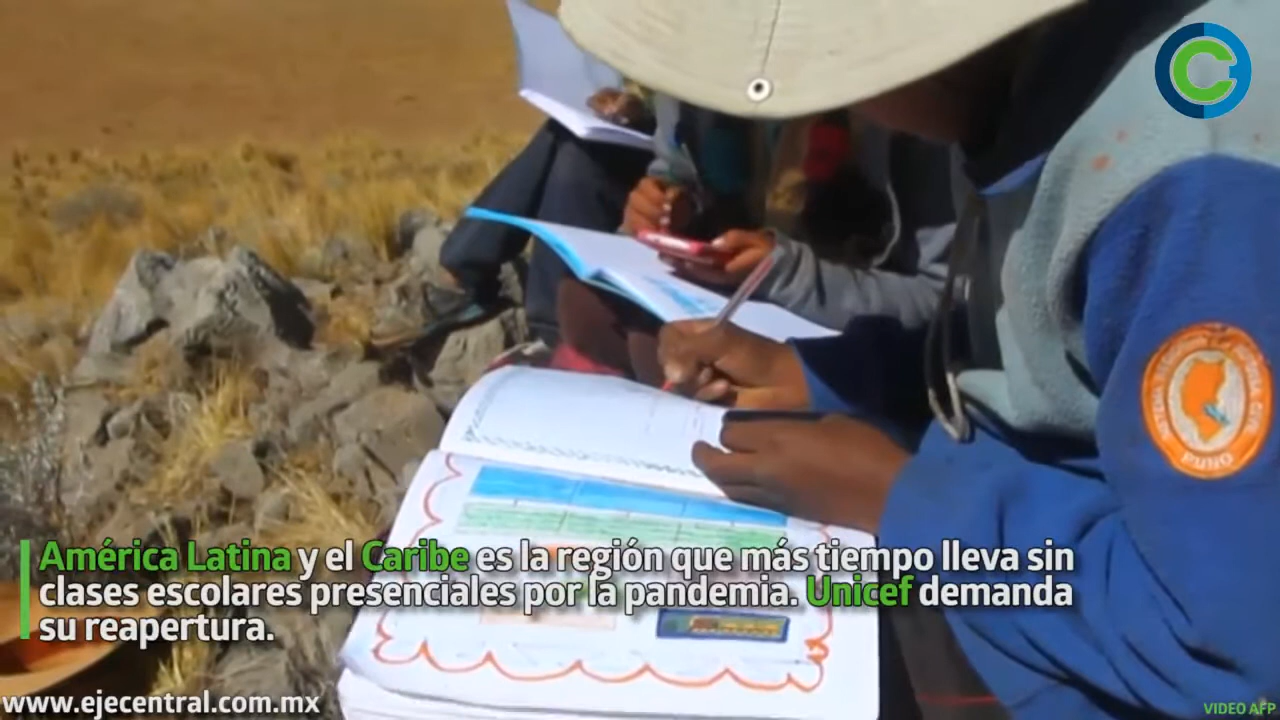 América Latina y el Caribe es la región que más tiempo lleva sin
clases escolares presenciales por la pandemia. Unicef demanda
su reapertura.
www.ejecentral.com.mx
VIDEO AFP